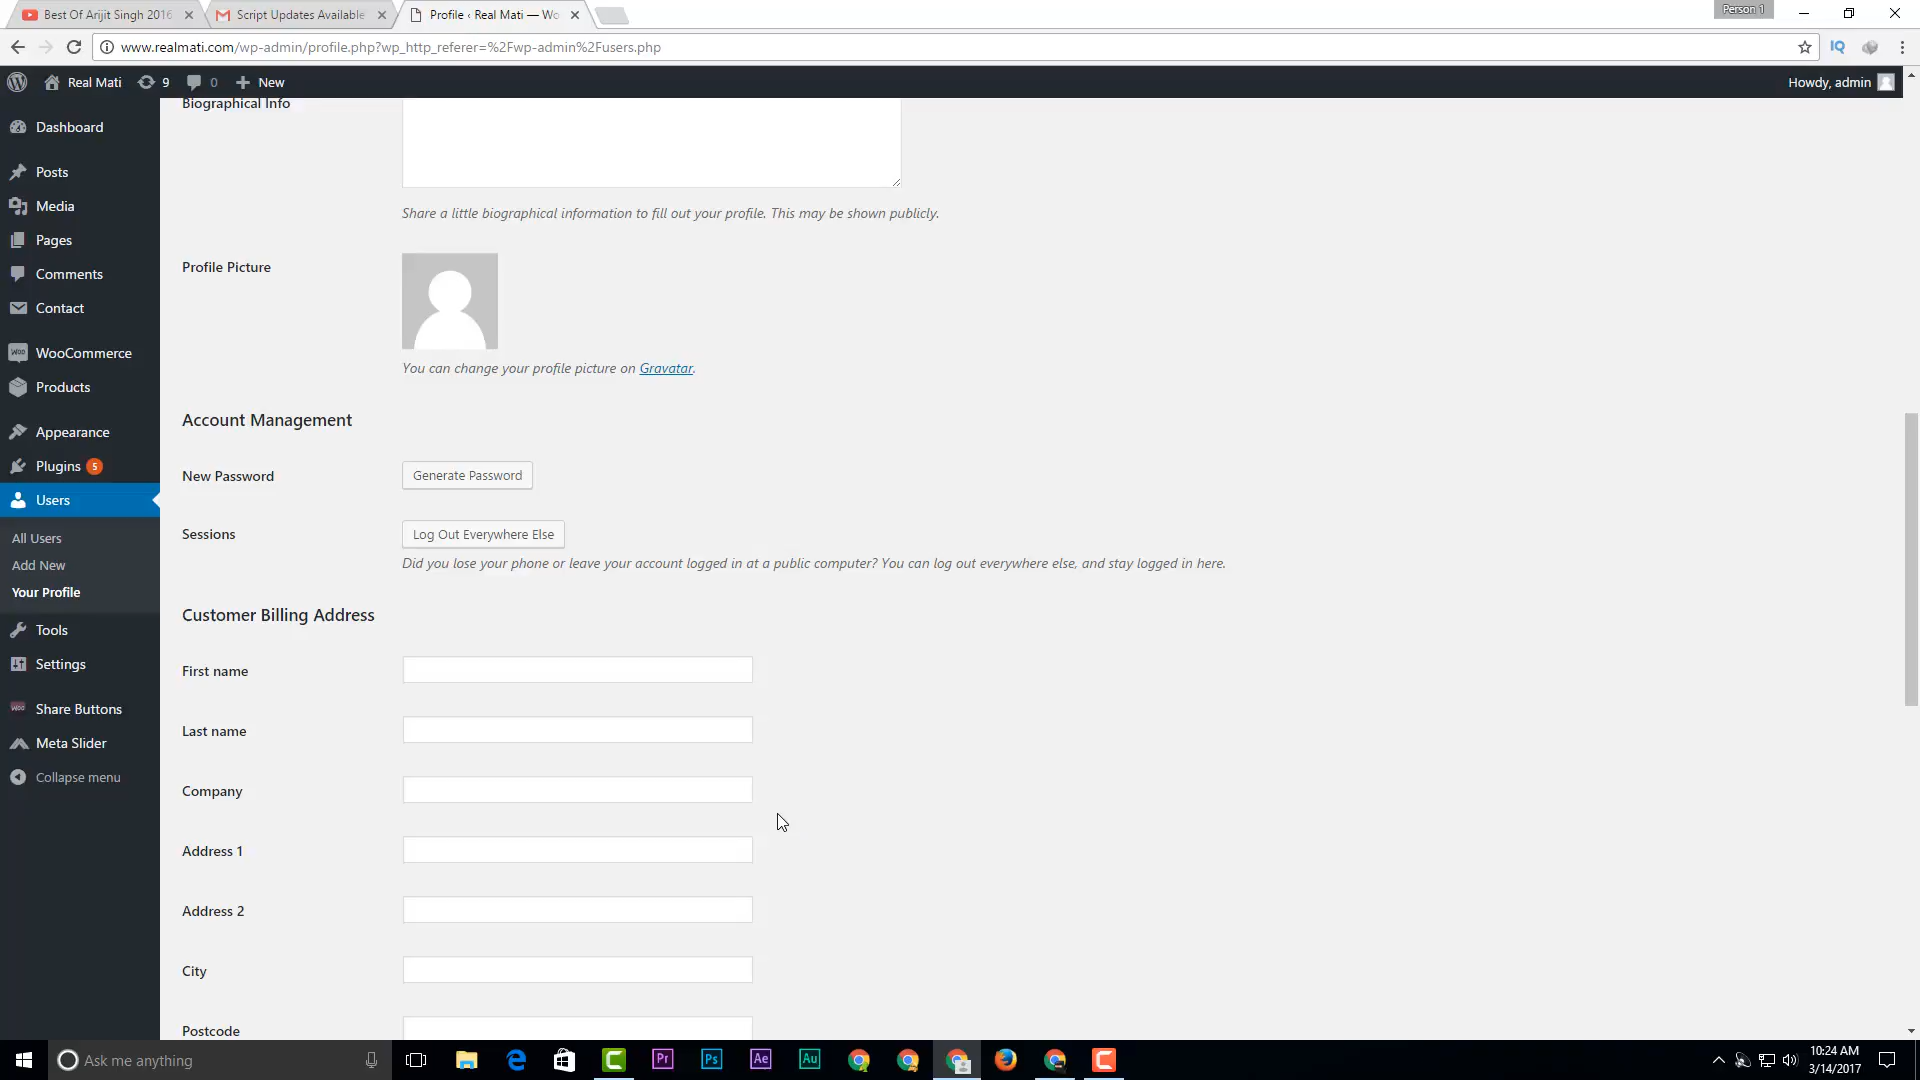 Best Of Arijit Singh 2016
Script Updates Available
Profile ‹ Real Mati — Wo
Person 1
www.realmati.com/wp-admin/profile.php?wp_http_referer=%2Fwp-admin%2Fusers.php
IQ
Real Mati
9
0
New
Howdy, admin
Dashboard
Posts
Media
Pages
Comments
Contact
WooCommerce
Products
Appearance
Plugins 5
Users
All Users
Add New
Your Profile
Tools
Settings
Share Buttons
Meta Slider
Collapse menu
Biographical Info
Share a little biographical information to fill out your profile. This may be shown publicly.
Profile Picture
You can change your profile picture on Gravatar.
Account Management
New Password
Generate Password
Sessions
Log Out Everywhere Else
Did you lose your phone or leave your account logged in at a public computer? You can log out everywhere else, and stay logged in here.
Customer Billing Address
First name
Last name
Company
Address 1
Address 2
City
Postcode
Ask me anything
Pr
Ps
Ae
Au
10:24 AM
3/14/2017